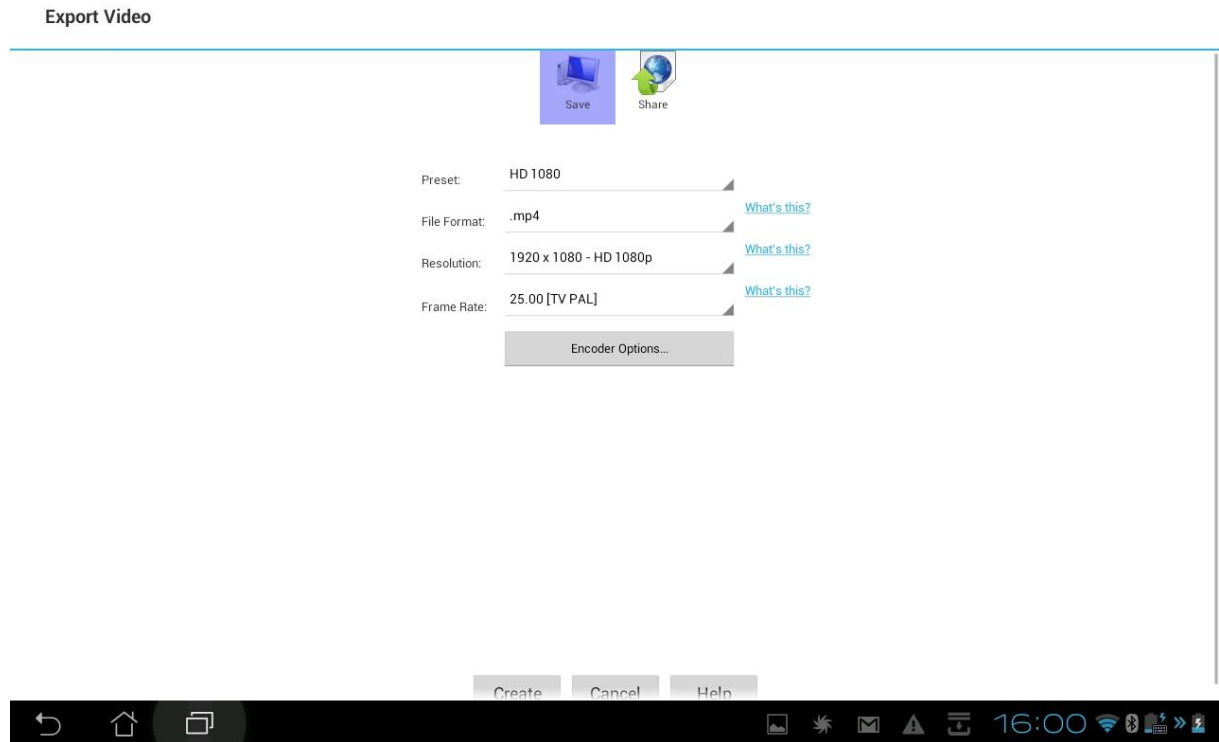 Export Video
Save
Share
Preset:
HD 1080
File Format:
.mp4
What's this?
Resolution:
1920 x 1080 - HD 1080p
What's this?
Frame Rate:
25.00 [TV PAL]
What's this?
Encoder Options...
Create
Cancel
Help
16:00